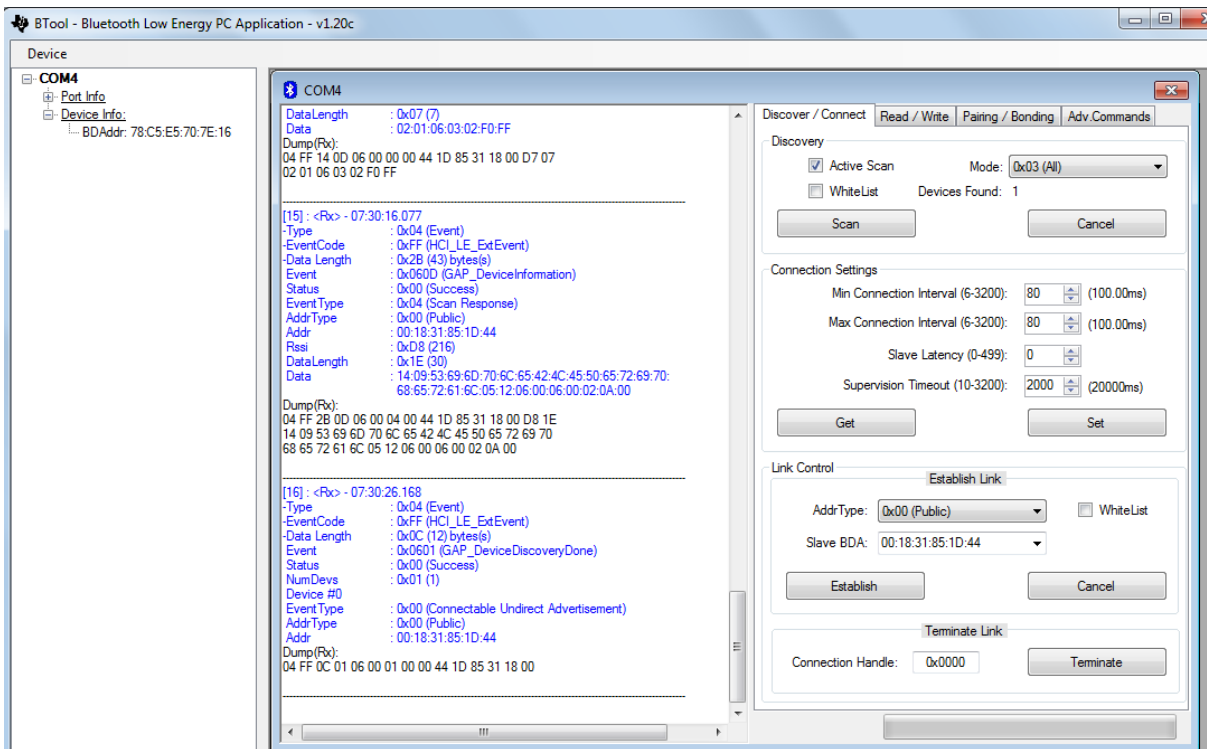 BTool - Bluetooth Low Energy PC Application - v1.20c
Device
COM4
Port Info
Device Info:
BDAddr: 78:C5:E5:70:7E:16
COM4
DataLength : 0x07 (7)
Data : 02:01:06:03:02:F0:FF
Dump(Rx):
04 FF 14 0D 06 00 00 00 44 1D 85 31 18 00 D7 07
02 01 06 03 02 F0 FF
[15] : <Rx> - 07:30:16.077
-Type : 0x04 (Event)
-EventCode : 0xFF (HCI_LE_ExtEvent)
-Data Length : 0x2B (43) bytes(s)
Event : 0x060D (GAP_DeviceInformation)
Status : 0x00 (Success)
EventType : 0x04 (Scan Response)
AddrType : 0x00 (Public)
Addr : 00:18:31:85:1D:44
Rssi : 0xD8 (216)
DataLength : 0x1E (30)
Data : 14:09:53:69:6D:70:6C:65:42:4C:45:50:65:72:69:70:
68:65:72:61:6C:05:12:06:00:06:00:02:0A:00
Dump(Rx):
04 FF 2B 0D 06 00 04 00 44 1D 85 31 18 00 D8 1E
14 09 53 69 6D 70 6C 65 42 4C 45 50 65 72 69 70
68 65 72 61 6C 05 12 06 00 06 00 02 0A 00
[16] : <Rx> - 07:30:26.168
-Type : 0x04 (Event)
-EventCode : 0xFF (HCI_LE_ExtEvent)
-Data Length : 0x0C (12) bytes(s)
Event : 0x0601 (GAP_DeviceDiscoveryDone)
Status : 0x00 (Success)
NumDevs : 0x01 (1)
Device #0
EventType : 0x00 (Connectable Undirect Advertisement)
AddrType : 0x00 (Public)
Addr : 00:18:31:85:1D:44
Dump(Rx):
04 FF 0C 01 06 00 01 00 00 44 1D 85 31 18 00
Discover / Connect Read / Write Pairing / Bonding Adv.Commands
Discovery
Active Scan Mode: 0x03 (All)
WhiteList Devices Found: 1
Scan Cancel
Connection Settings
Min Connection Interval (6-3200): 80 (100.00ms)
Max Connection Interval (6-3200): 80 (100.00ms)
Slave Latency (0-499): 0
Supervision Timeout (10-3200): 2000 (20000ms)
Get Set
Link Control
Establish Link
AddrType: 0x00 (Public) WhiteList
Slave BDA: 00:18:31:85:1D:44
Establish Cancel
Terminate Link
Connection Handle: 0x0000 Terminate